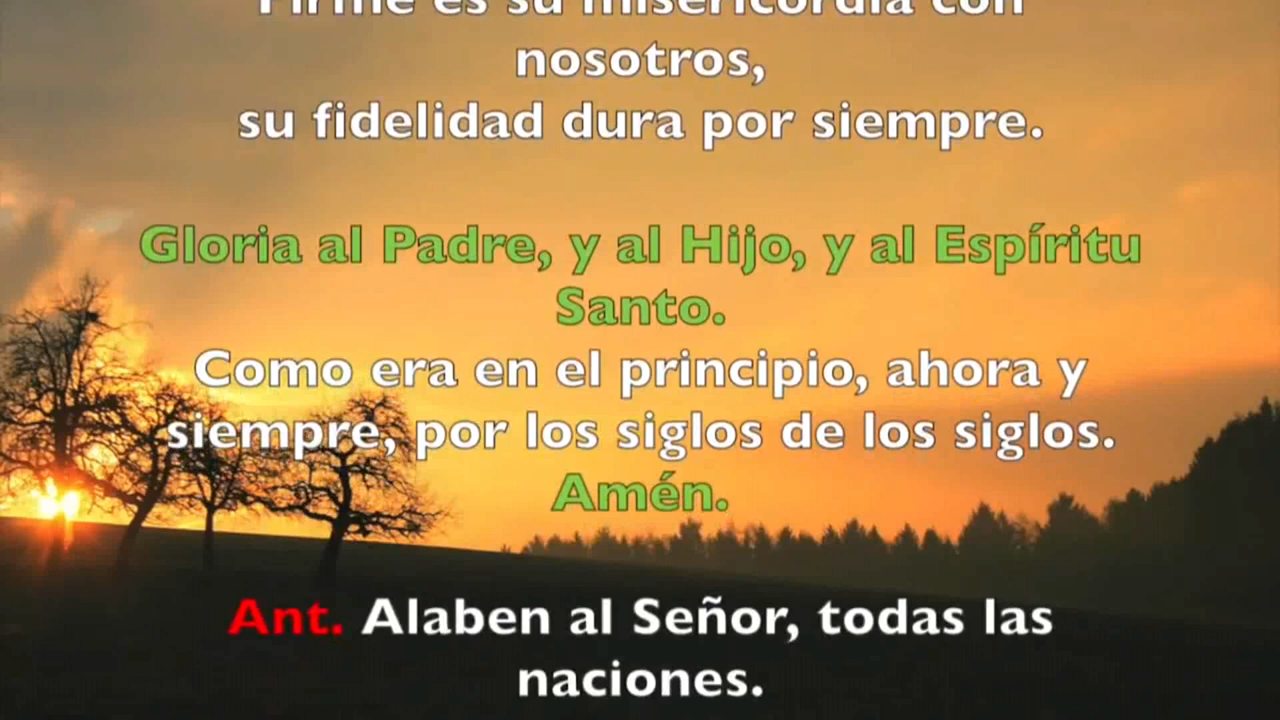 Firme es su misericordia con
nosotros,
su fidelidad dura por siempre.
Gloria al Padre, y al Hijo, y al Espíritu
Santo.
Como era en el principio, ahora y
siempre, por los siglos de los siglos.
Amén.
Ant. Alaben al Señor, todas las
naciones.